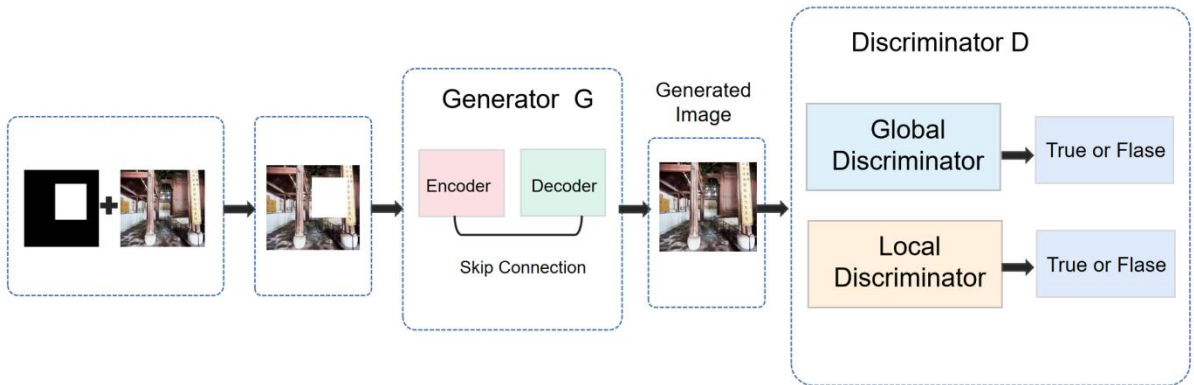 Generator G
Encoder
Decoder
Skip Connection
Generated
Image
Discriminator D
Global
Discriminator
True or Flase
Local
Discriminator
True or Flase